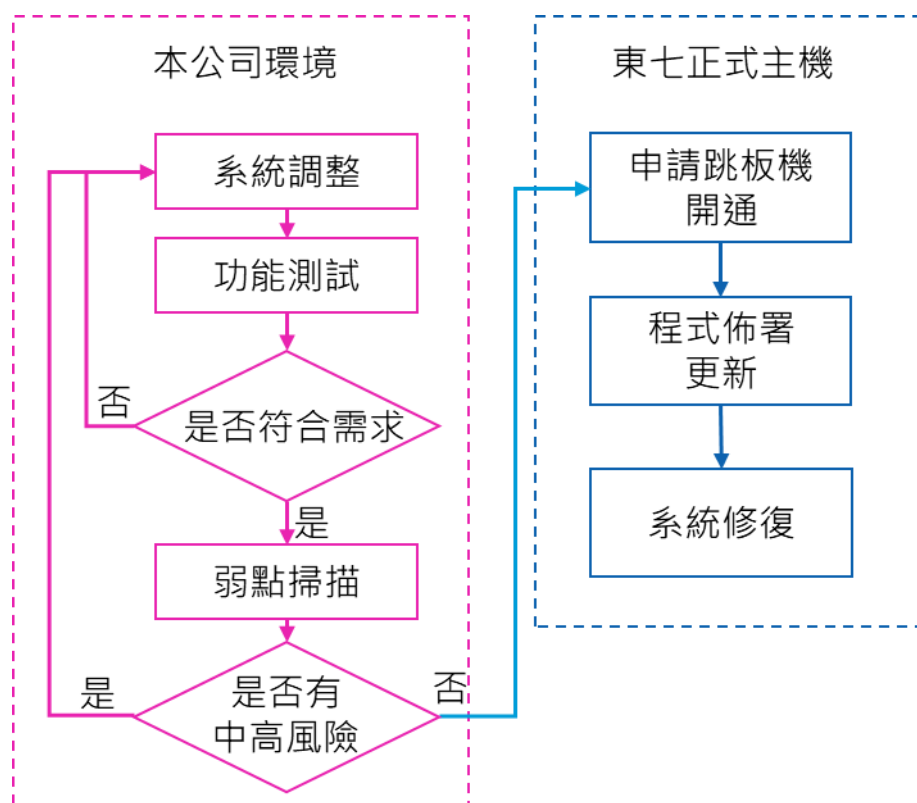 本公司環境
系統調整
功能測試
否
是否符合需求
是
弱點掃描
是
是否有
中高風險
否
東七正式主機
申請跳板機
開通
程式佈署
更新
系統修復